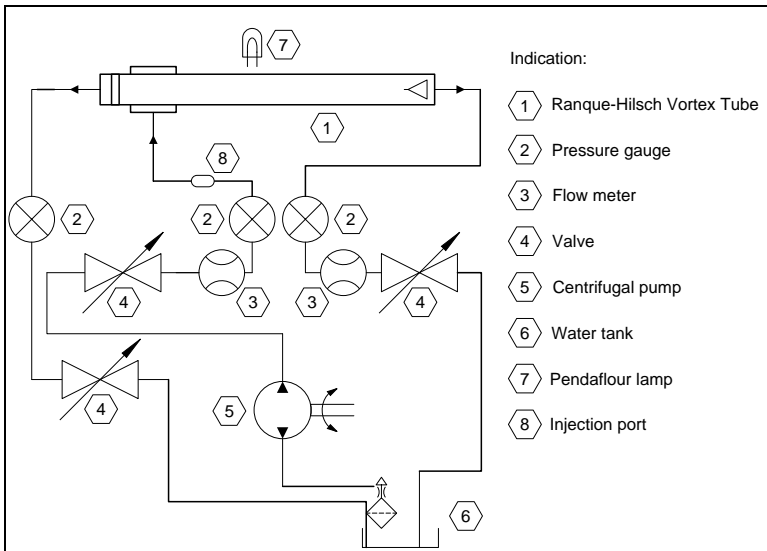 7
Indication:
1 Ranque-Hilsch Vortex Tube
1
8
2 Pressure gauge
2
2
2
3 Flow meter
4 Valve
4
3
3
4
5 Centrifugal pump
6 Water tank
4
5
7 Pendaflour lamp
8 Injection port
6